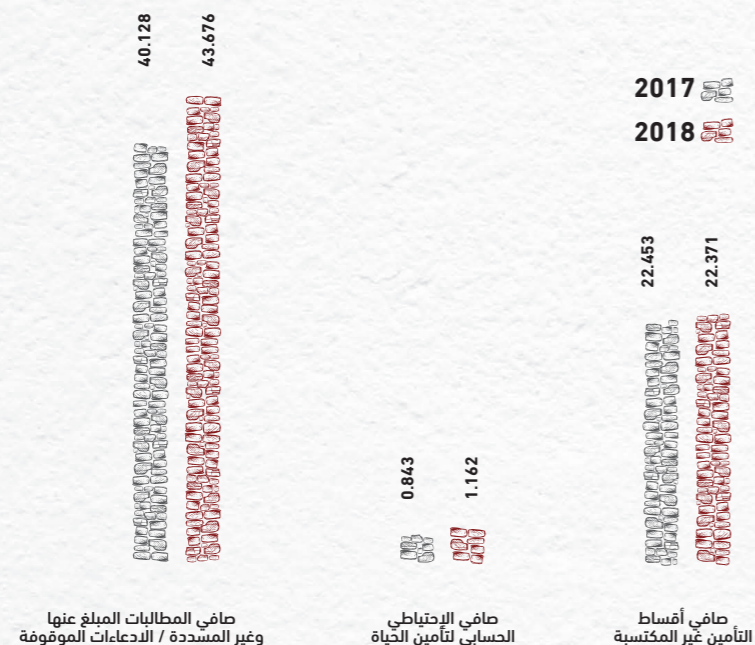 40.128
43.676
2017
2018
22.453
22.371
0.843
1.162
صافي أقساط
التأمين غير المكتسبة
صافي الإحتياطي
الحسابي لتأمين الحياة
صافي المطالبات المبلغ عنها
وغير المسددة / الادعاءات الموقوفة